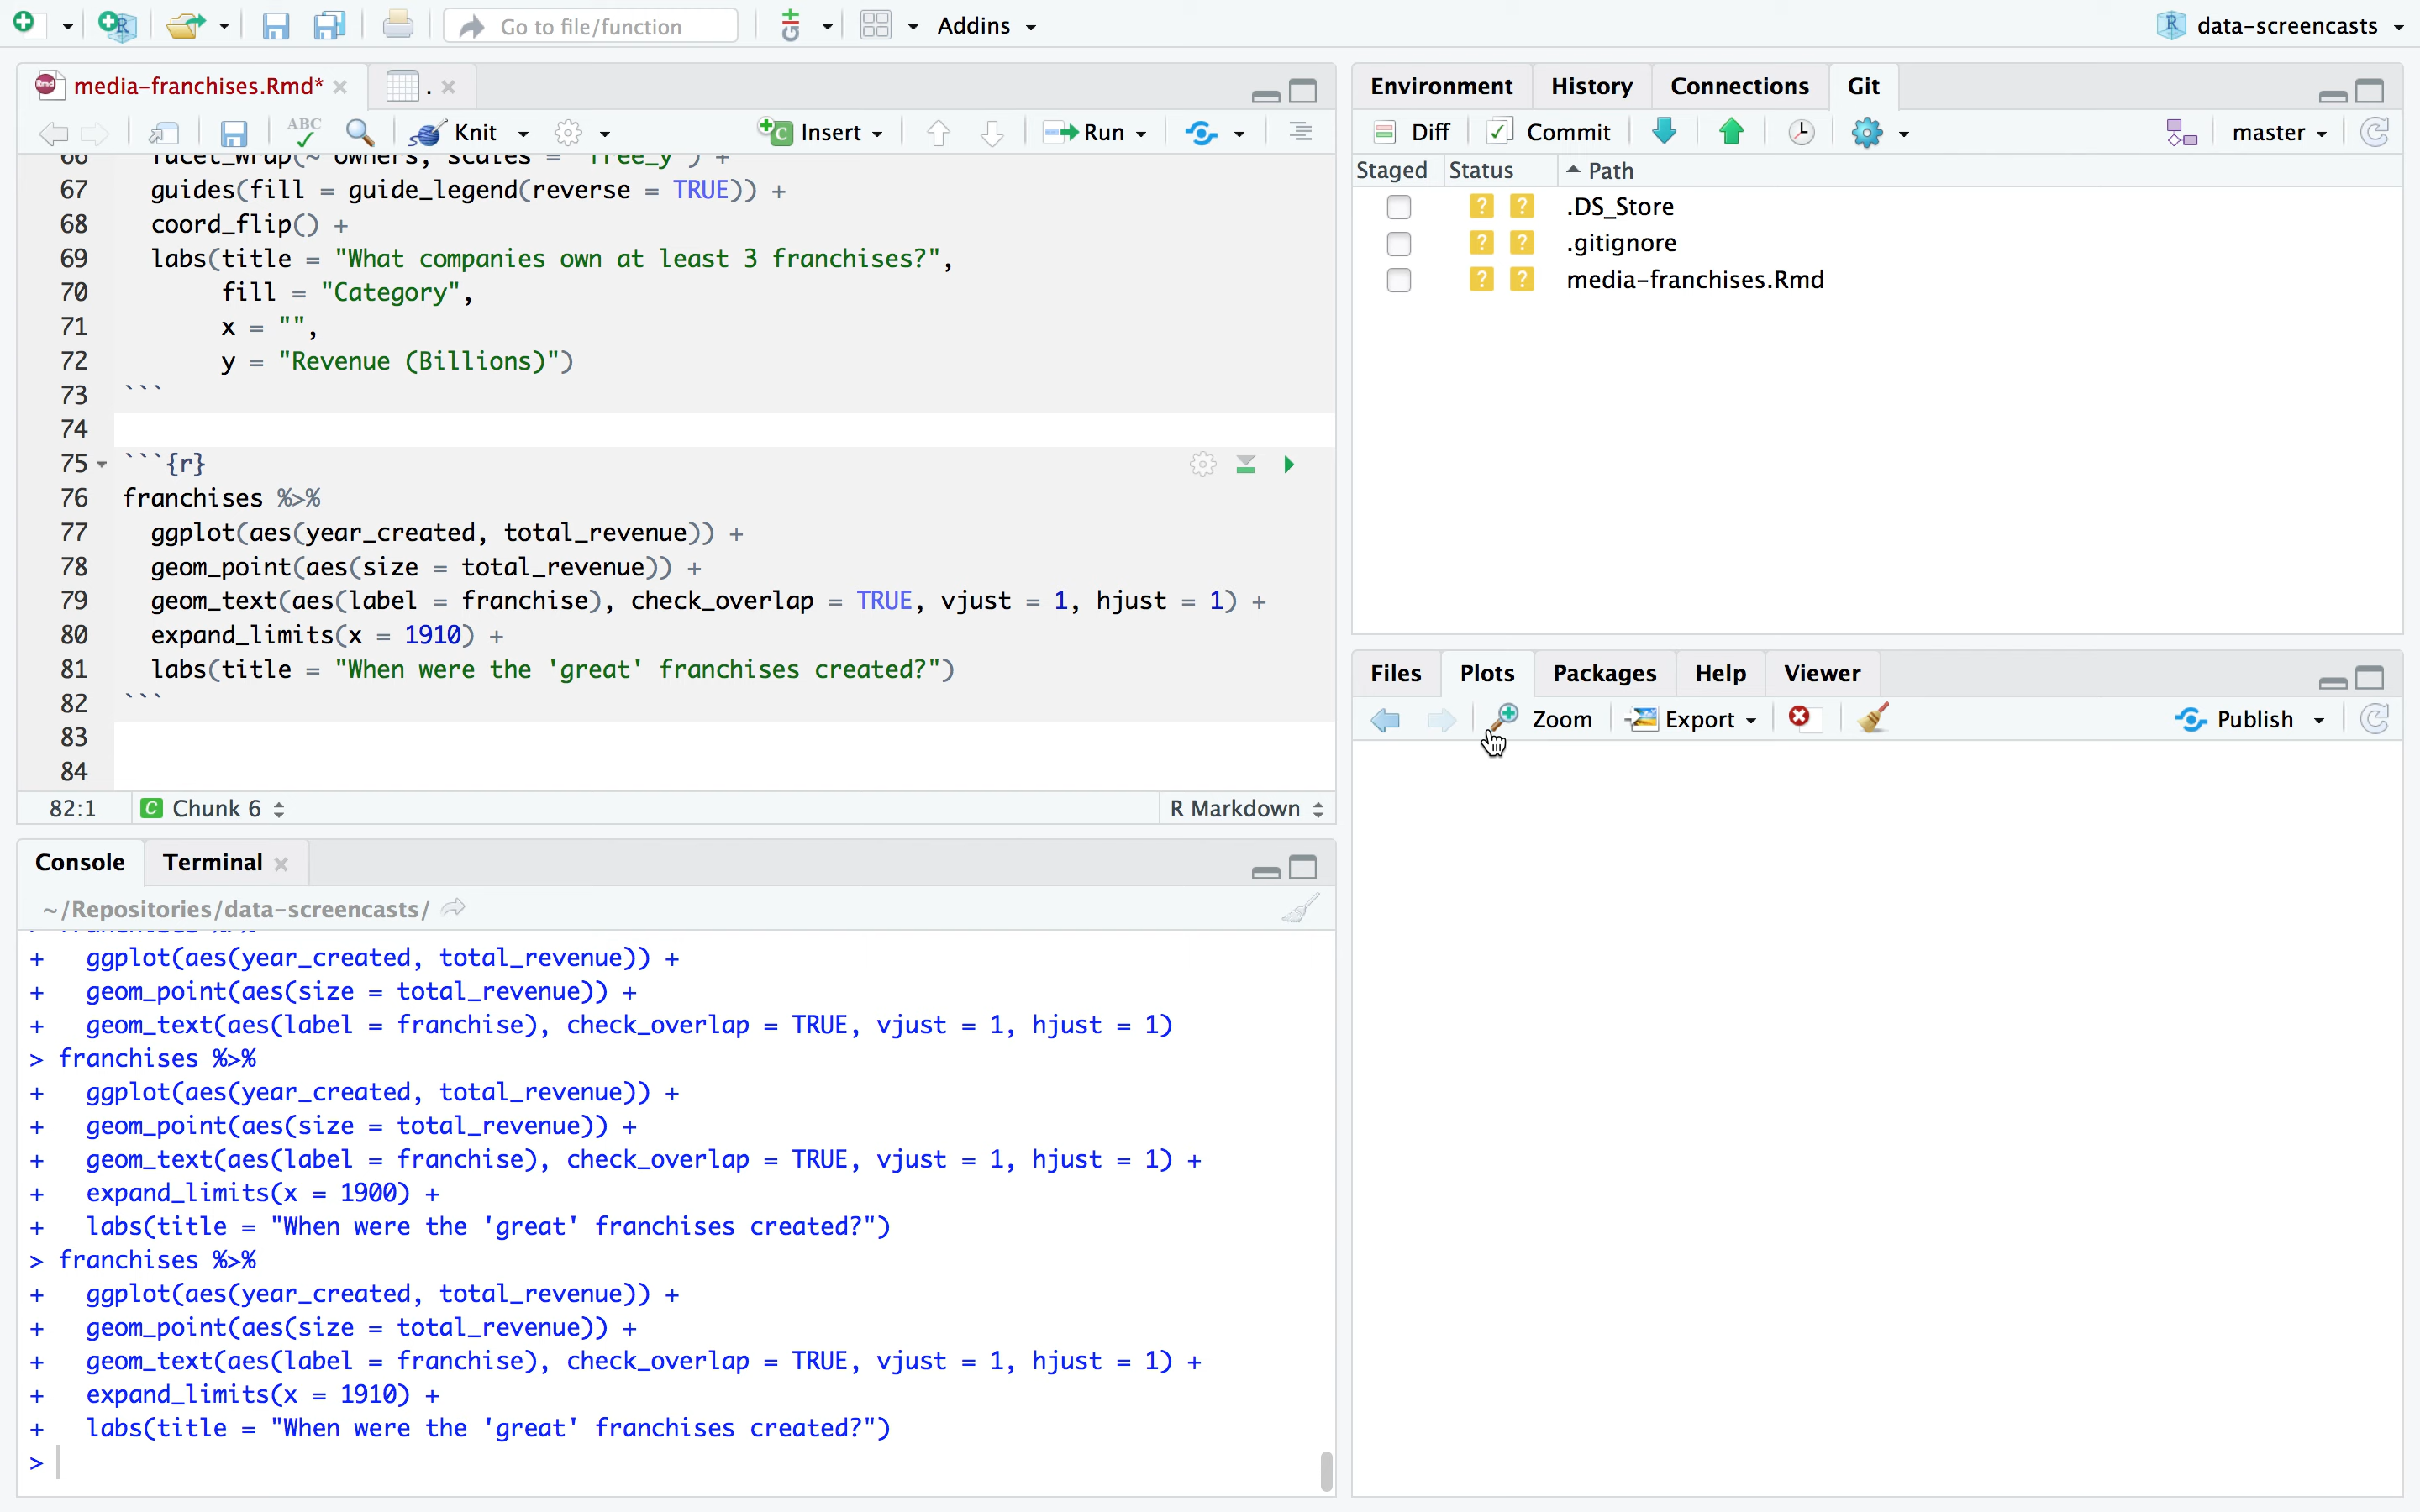 Go to file/function
Addins
data-screencasts
media-franchises.Rmd*
.
ABC
Knit
Insert
Run
66 facet_wrap(~ owners, scales = "free_y") +
67 guides(fill = guide_legend(reverse = TRUE)) +
68 coord_flip() +
69 labs(title = "What companies own at least 3 franchises?",
70 fill = "Category",
71 x = "",
72 y = "Revenue (Billions)")
73 ```
74
75 ```{r}
76 franchises %>%
77 ggplot(aes(year_created, total_revenue)) +
78 geom_point(aes(size = total_revenue)) +
79 geom_text(aes(label = franchise), check_overlap = TRUE, vjust = 1, hjust = 1) +
80 expand_limits(x = 1910) +
81 labs(title = "When were the 'great' franchises created?")
82 ```
83
84
82:1 Chunk 6 R Markdown
Console Terminal
~/Repositories/data-screencasts/
+ ggplot(aes(year_created, total_revenue)) +
+ geom_point(aes(size = total_revenue)) +
+ geom_text(aes(label = franchise), check_overlap = TRUE, vjust = 1, hjust = 1)
> franchises %>%
+ ggplot(aes(year_created, total_revenue)) +
+ geom_point(aes(size = total_revenue)) +
+ geom_text(aes(label = franchise), check_overlap = TRUE, vjust = 1, hjust = 1) +
+ expand_limits(x = 1900) +
+ labs(title = "When were the 'great' franchises created?")
> franchises %>%
+ ggplot(aes(year_created, total_revenue)) +
+ geom_point(aes(size = total_revenue)) +
+ geom_text(aes(label = franchise), check_overlap = TRUE, vjust = 1, hjust = 1) +
+ expand_limits(x = 1910) +
+ labs(title = "When were the 'great' franchises created?")
>
Environment History Connections Git
Diff Commit master
Staged Status Path
? ? .DS_Store
? ? .gitignore
? ? media-franchises.Rmd
Files Plots Packages Help Viewer
Zoom Export Publish